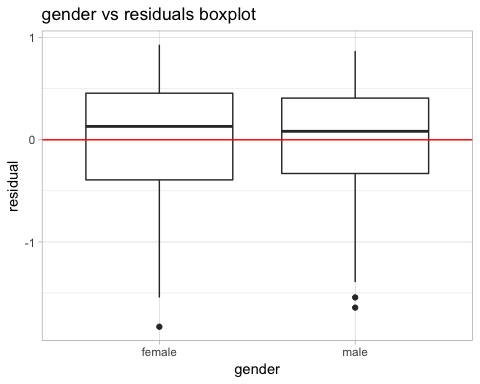 gender vs residuals boxplot
1
0
-1
residual
female male
gender